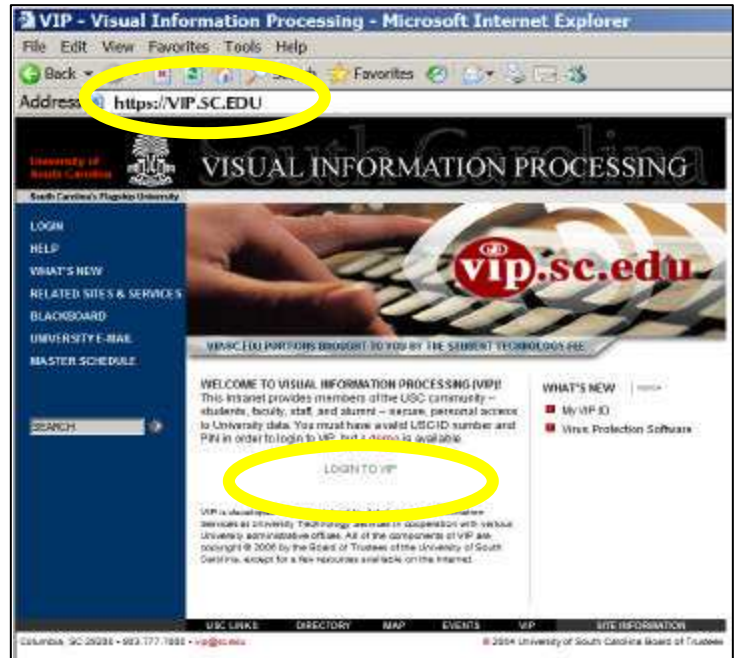 VIP - Visual Information Processing - Microsoft Internet Explorer
File Edit View Favorites Tools Help
Back Favorites
Address https://VIP.SC.EDU
South Carolina
University of
South Carolina
VISUAL INFORMATION PROCESSING
South Carolina's Flagship University
LOGIN
HELP
WHAT'S NEW
RELATED SITES & SERVICES
BLACKBOARD
UNIVERSITY E-MAIL
MASTER SCHEDULE
SEARCH
vip.sc.edu
VIP.SC.EDU PORTIONS BROUGHT TO YOU BY THE STUDENT TECHNOLOGY FEE
WELCOME TO VISUAL INFORMATION PROCESSING (VIP)!
This intranet provides members of the USC community –
students, faculty, staff, and alumni – secure, personal access
to University data. You must have a valid USCID number and
PIN in order to login to VIP, but a demo is available.
LOGIN TO VIP
VIP is
Services at University Technology Services in cooperation with various
University administrative offices. All of the components of VIP are
copyright © 2006 by the Board of Trustees of the University of South
Carolina, except for a few resources available on the Internet.
WHAT'S NEW
My VIP ID
Virus Protection Software
USC LINKS DIRECTORY MAP EVENTS VIP SITE INFORMATION
Columbia, SC 29208 • 803.777.7000 • vip@sc.edu
© 2004 University of South Carolina Board of Trustees